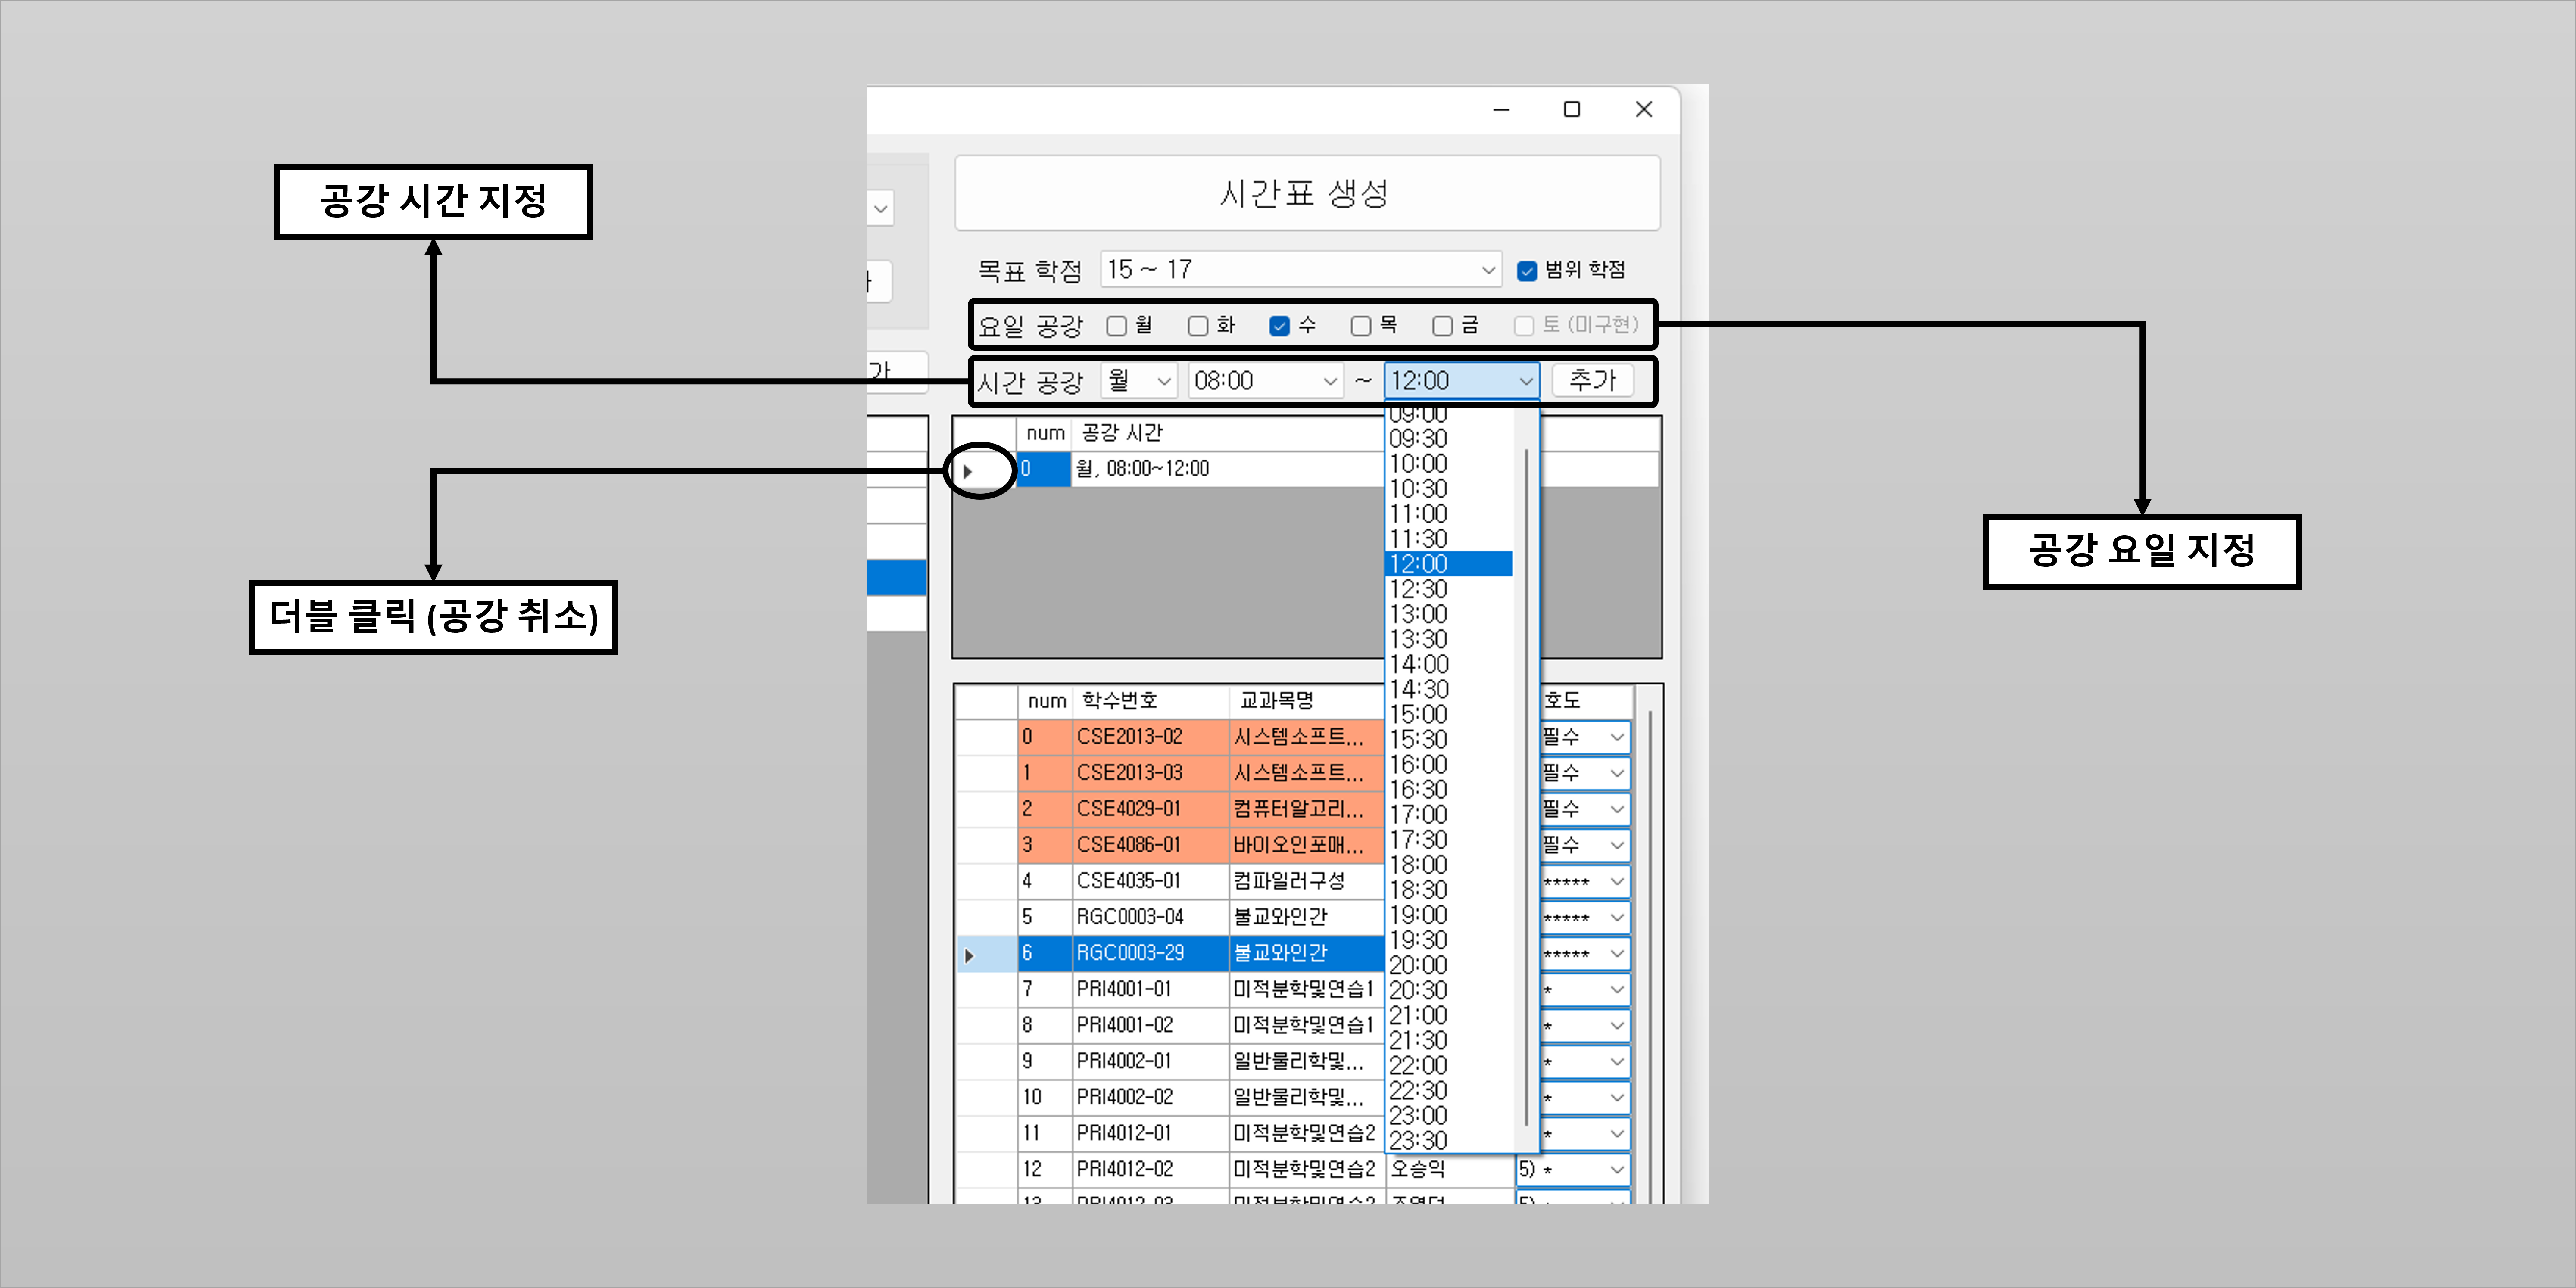 공강 시간 지정
더블 클릭 (공강 취소)
공강 요일 지정
가
시간표 생성
목표 학점 15 ~ 17 범위 학점
요일 공강 월 화 수 목 금 토 (미구현)
시간 공강 월 08:00 ~ 12:00 추가
num 공강 시간
0 월, 08:00~12:00
09:00
09:30
10:00
10:30
11:00
11:30
12:00
12:30
13:00
13:30
14:00
14:30
15:00
15:30
16:00
16:30
17:00
17:30
18:00
18:30
19:00
19:30
20:00
20:30
21:00
21:30
22:00
22:30
23:00
23:30
num 학수번호 교과목명 호도
0 CSE2013-02 시스템소프트... 필수
1 CSE2013-03 시스템소프트... 필수
2 CSE4029-01 컴퓨터알고리... 필수
3 CSE4086-01 바이오인포매... 필수
4 CSE4035-01 컴파일러구성 *****
5 RGC0003-04 불교와인간 *****
6 RGC0003-29 불교와인간 *****
7 PRI4001-01 미적분학및연습1 *
8 PRI4001-02 미적분학및연습1 *
9 PRI4002-01 일반물리학및... *
10 PRI4002-02 일반물리학및... *
11 PRI4012-01 미적분학및연습2 *
12 PRI4012-02 미적분학및연습2 오승익 5) *